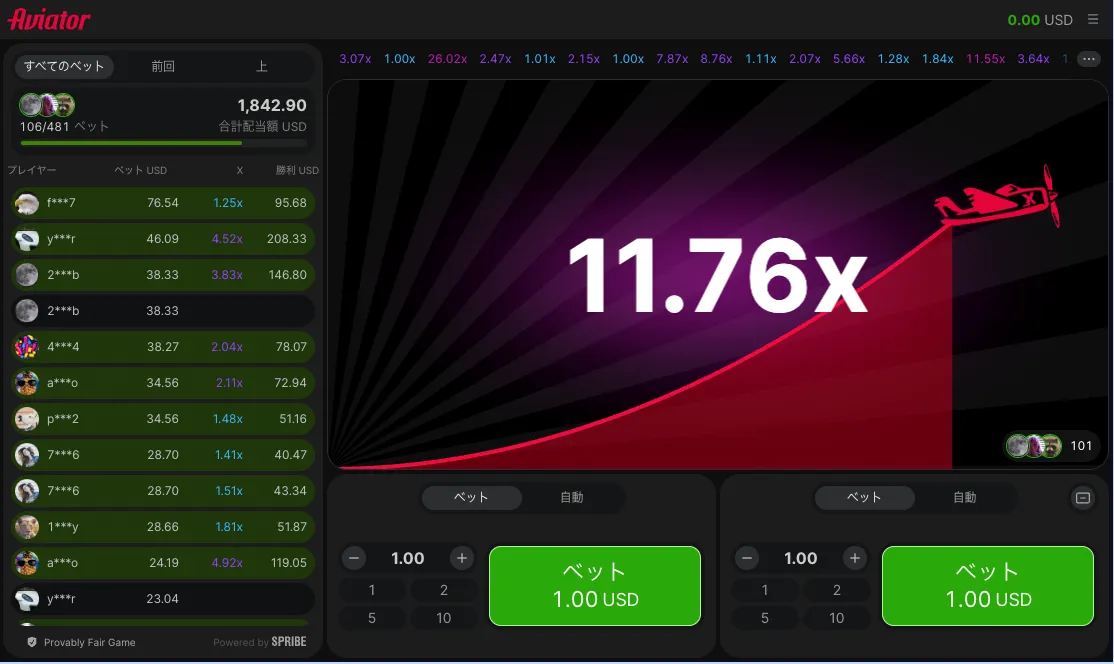 Aviator
0.00 USD
すべてのベット 前回 上
3.07x 1.00x 26.02x 2.47x 1.01x 2.15x 1.00x 7.87x 8.76x 1.11x 2.07x 5.66x 1.28x 1.84x 11.55x 3.64x
1,842.90
106/481 ベット 合計配当額 USD
プレイヤー ベット USD X 勝利 USD
f***7 76.54 1.25x 95.68
y***r 46.09 4.52x 208.33
2***b 38.33 3.83x 146.80
2***b 38.33
4***4 38.27 2.04x 78.07
a***o 34.56 2.11x 72.94
p***2 34.56 1.48x 51.16
7***6 28.70 1.41x 40.47
7***6 28.70 1.51x 43.34
1***y 28.66 1.81x 51.87
a***o 24.19 4.92x 119.05
y***r 23.04
Provably Fair Game Powered by SPRIBE
11.76x
101
ベット 自動
1.00
1 2
5 10
ベット
1.00 USD
ベット 自動
1.00
1 2
5 10
ベット
1.00 USD